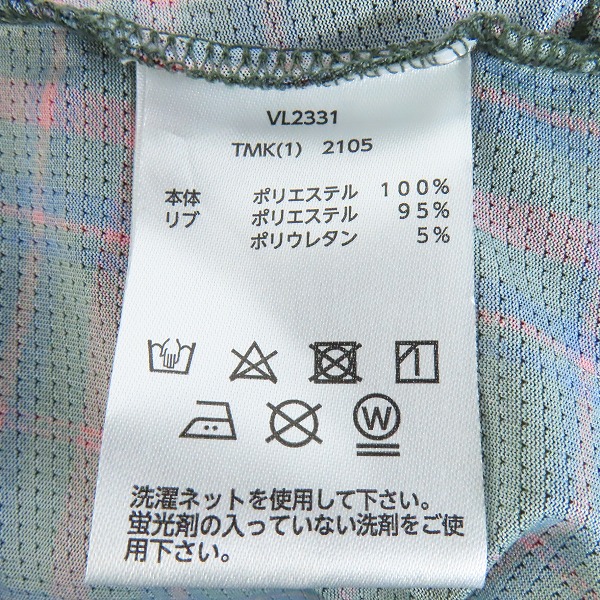 VL2331
TMK(1) 2105
本体 ポリエステル 100%
リブ ポリエステル 95%
ポリウレタン 5%
W
洗濯ネットを使用して下さい。
蛍光剤の入っていない洗剤をご使
用下さい。